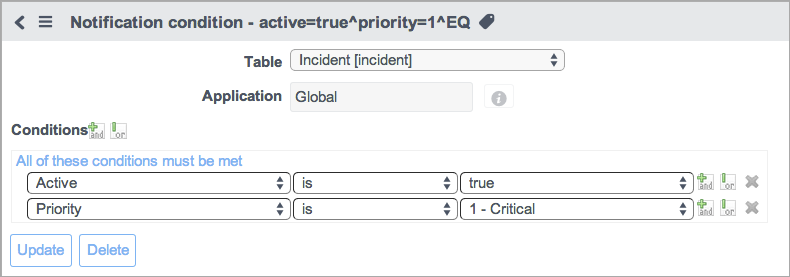 Notification condition - active=true^priority=1^EQ
Table Incident [incident]
Application Global
Conditions and or
All of these conditions must be met
Active is true and or
Priority is 1 - Critical and or
Update Delete